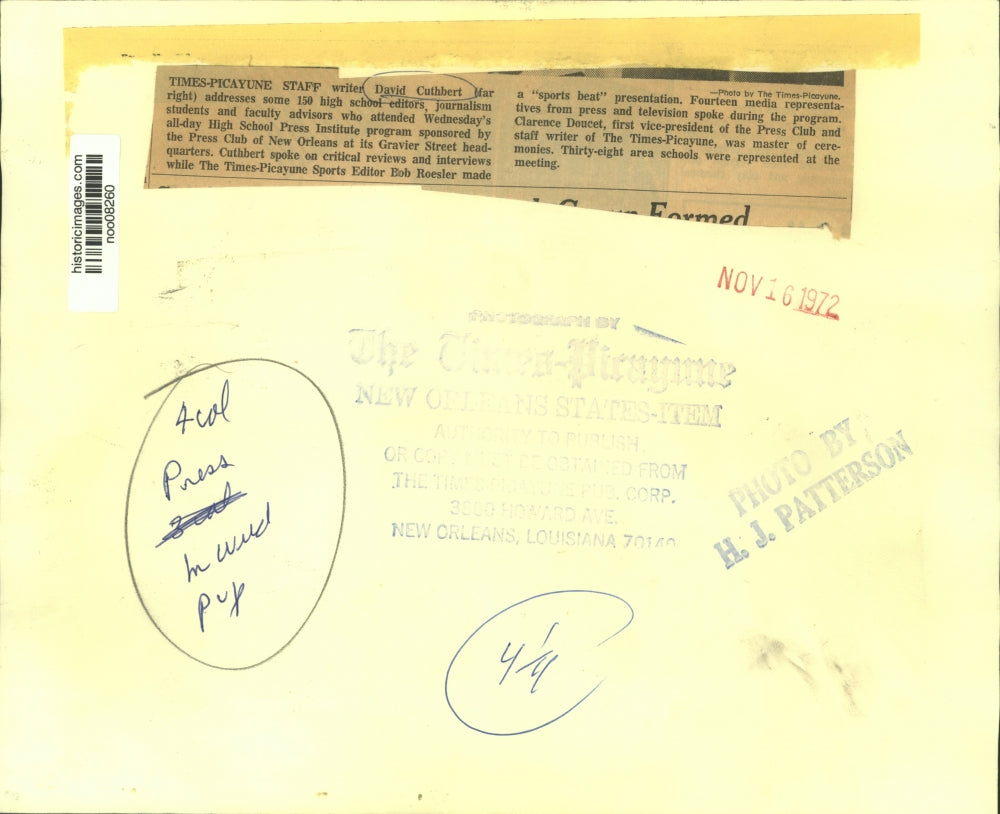 TIMES-PICAYUNE STAFF writer David Cuthbert (far
right) addresses some 150 high school editors, journalism
students and faculty advisors who attended Wednesday's
all-day High School Press Institute program sponsored by
the Press Club of New Orleans at its Gravier Street head-
quarters. Cuthbert spoke on critical reviews and interviews
while The Times-Picayune Sports Editor Bob Roesler made
—Photo by The Times-Picayune.
a "sports beat" presentation. Fourteen media representa-
tives from press and television spoke during the program.
Clarence Doucet, first vice-president of the Press Club and
staff writer of The Times-Picayune, was master of cere-
monies. Thirty-eight area schools were represented at the
meeting.
Formed
historicimages.com
noo08260
NOV 16 1972
PHOTOGRAPH BY
The Times-Picayune
NEW ORLEANS STATES-ITEM
AUTHORITY TO PUBLISH
OR COPY MUST BE OBTAINED FROM
THE TIMES-PICAYUNE PUB. CORP.
3800 HOWARD AVE.
NEW ORLEANS, LOUISIANA 70140
PHOTO BY
H. J. PATTERSON
4 col
Press